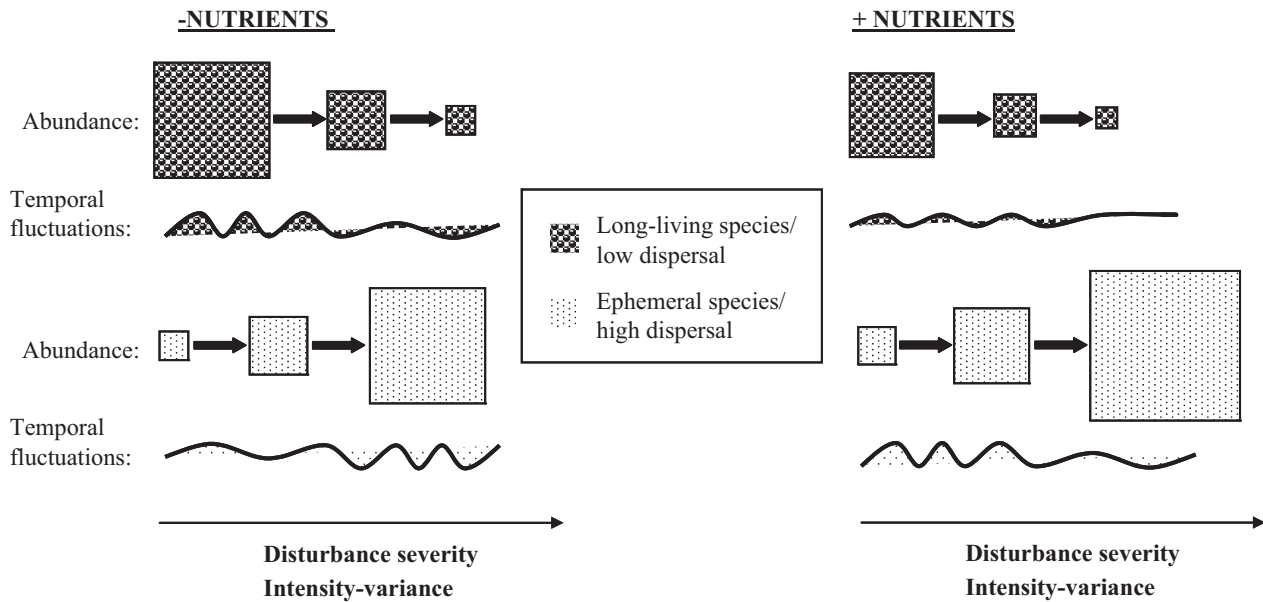 -NUTRIENTS
Abundance:
Temporal
fluctuations:
Abundance:
Temporal
fluctuations:
Disturbance severity
Intensity-variance
Long-living species/
low dispersal
Ephemeral species/
high dispersal
+ NUTRIENTS
Disturbance severity
Intensity-variance